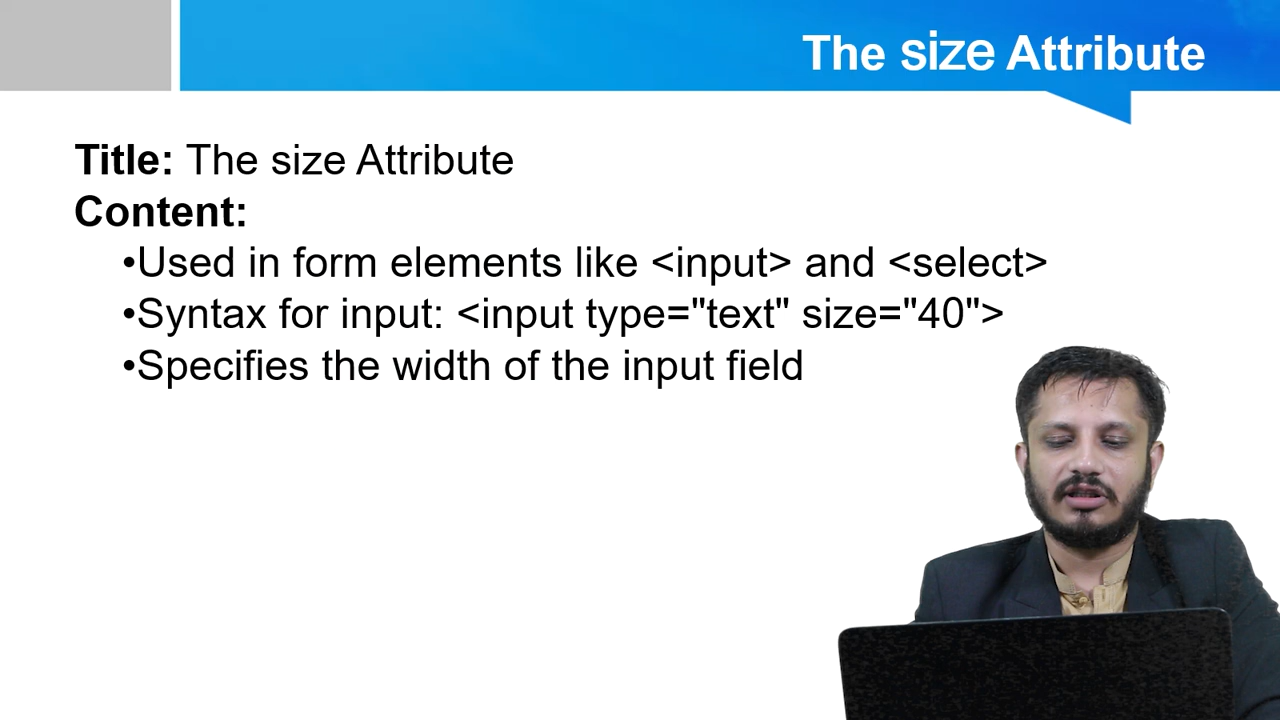 The size Attribute
Title: The size Attribute
Content:
•Used in form elements like <input> and <select>
•Syntax for input: <input type="text" size="40">
•Specifies the width of the input field